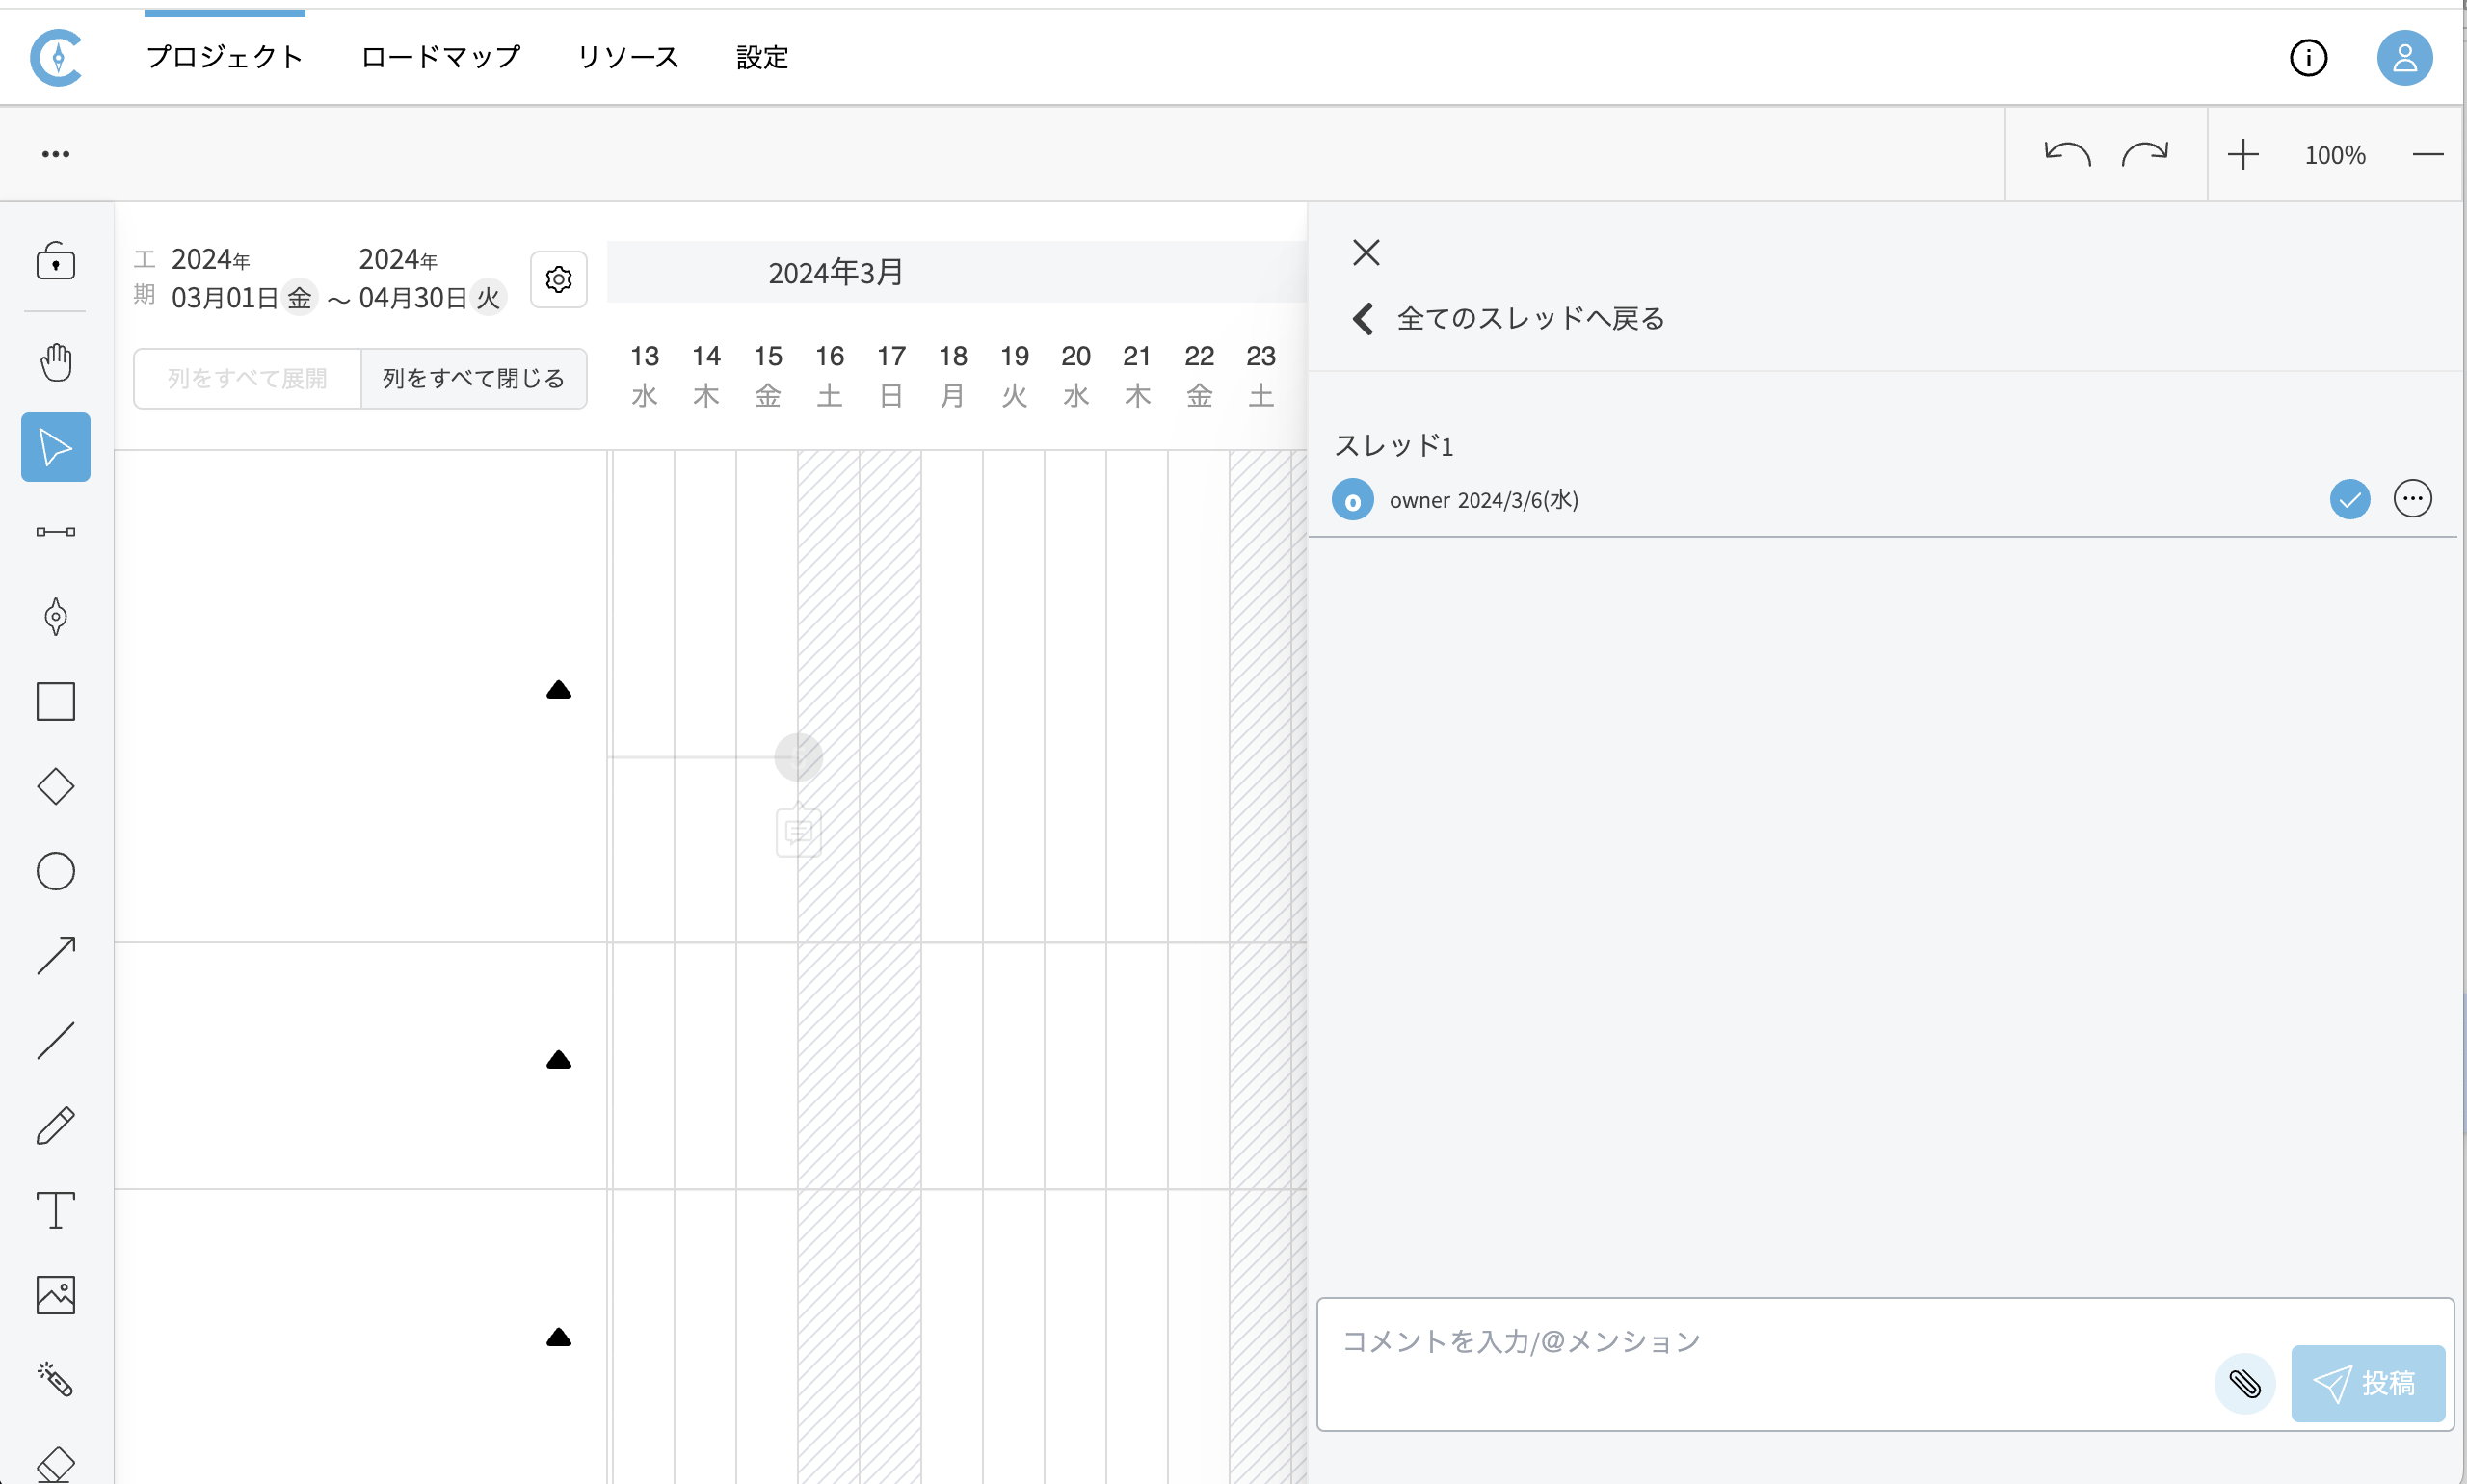 プロジェクト ロードマップ リソース 設定
100%
工期 2024年 03月01日 金 ～ 2024年 04月30日 火
列をすべて展開 列をすべて閉じる
2024年3月
13 14 15 16 17 18 19 20 21 22 23
水 木 金 土 日 月 火 水 木 金 土
全てのスレッドへ戻る
スレッド1
o owner 2024/3/6(水)
コメントを入力/@メンション
投稿